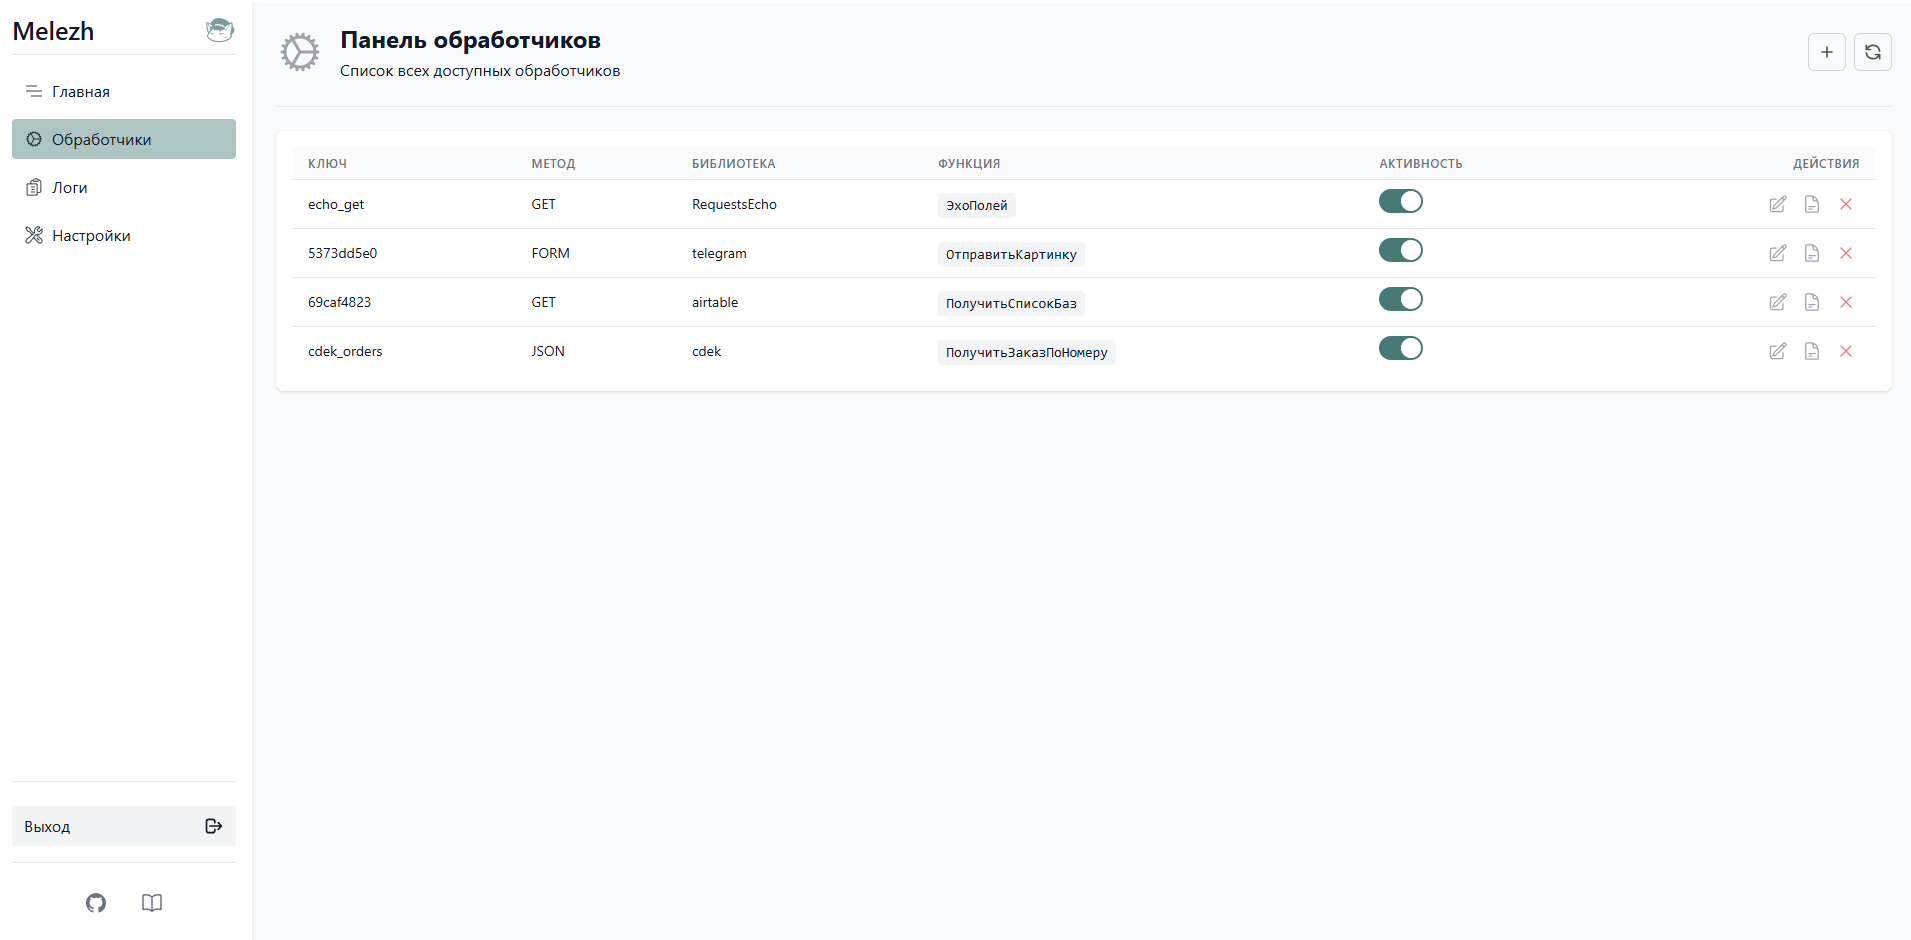 Melezh
Главная
Обработчики
Логи
Настройки
Выход
Панель обработчиков
Список всех доступных обработчиков
КЛЮЧ МЕТОД БИБЛИОТЕКА ФУНКЦИЯ АКТИВНОСТЬ ДЕЙСТВИЯ
echo_get GET RequestsEcho ЭхоПолей
5373dd5e0 FORM telegram ОтправитьКартинку
69caf4823 GET airtable ПолучитьСписокБаз
cdek_orders JSON cdek ПолучитьЗаказПоНомеру